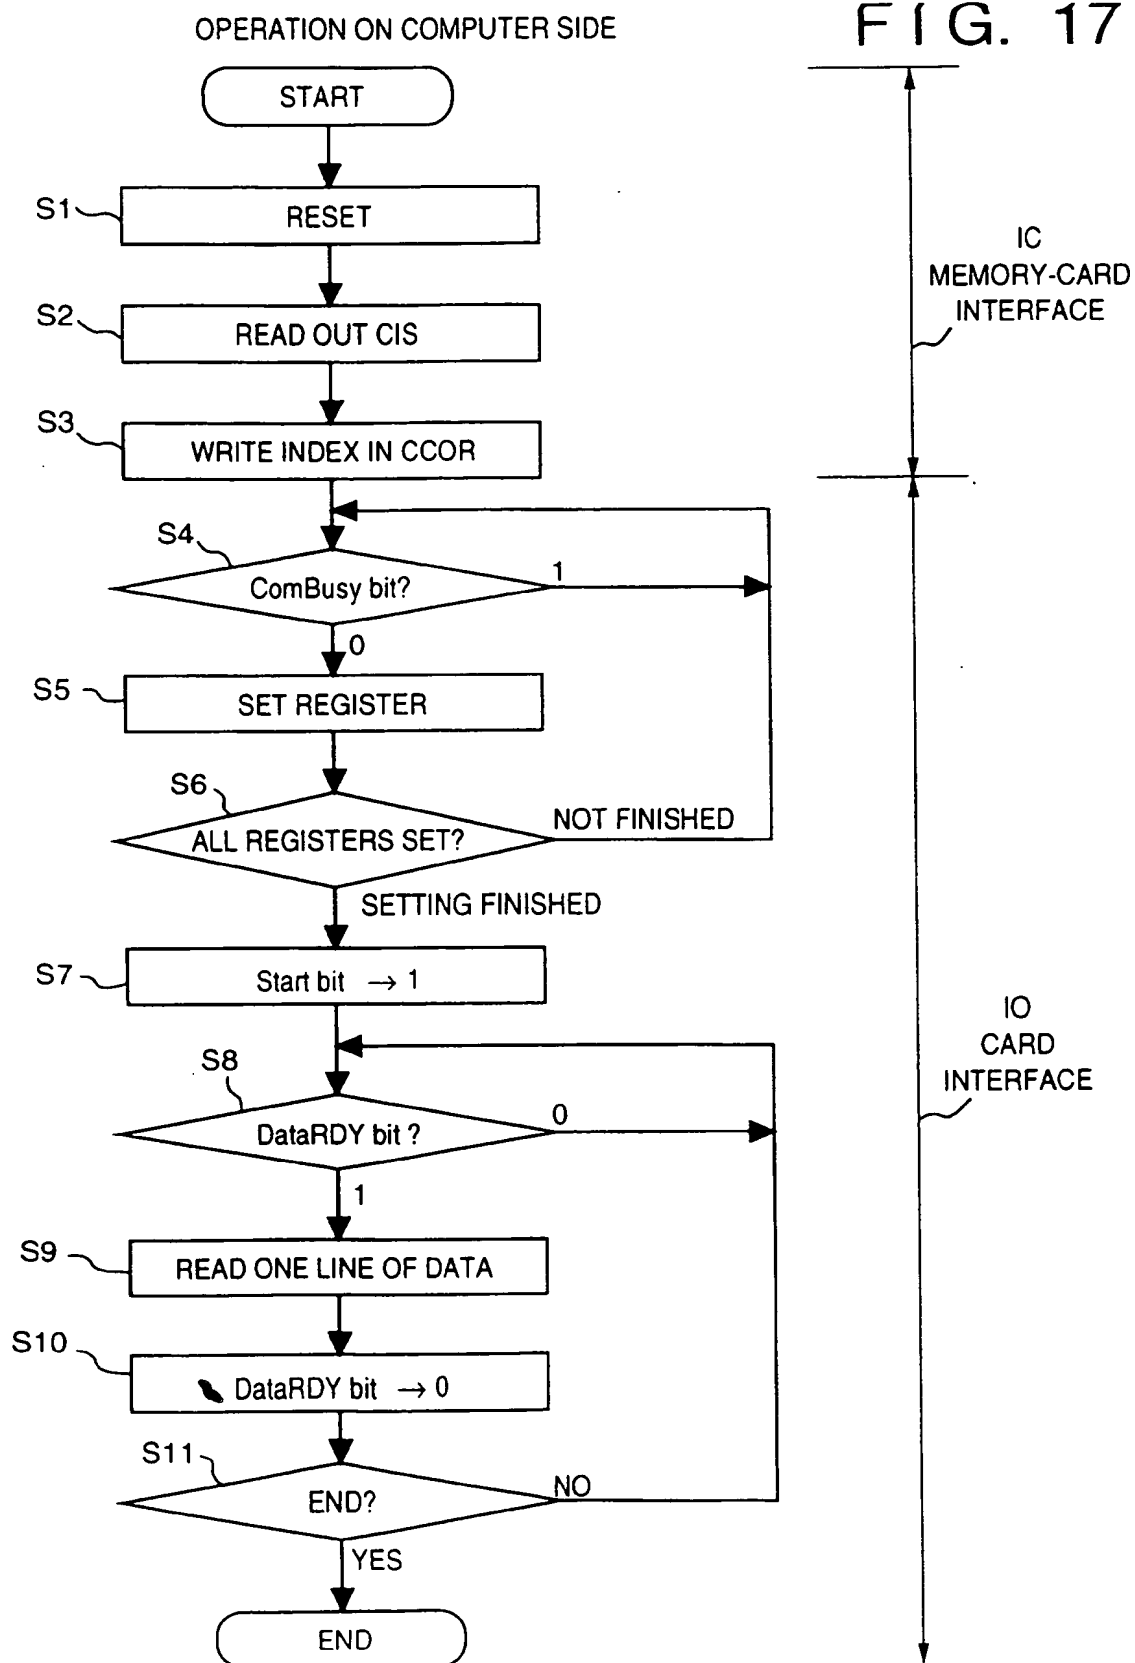 OPERATION ON COMPUTER SIDE
FIG. 17
START
S1
RESET
S2
READ OUT CIS
S3
WRITE INDEX IN CCOR
IC
MEMORY-CARD
INTERFACE
S4
ComBusy bit?
1
0
S5
SET REGISTER
S6
ALL REGISTERS SET?
NOT FINISHED
SETTING FINISHED
S7
Start bit → 1
S8
DataRDY bit ?
0
1
S9
READ ONE LINE OF DATA
S10
DataRDY bit → 0
S11
END?
NO
YES
END
IO
CARD
INTERFACE